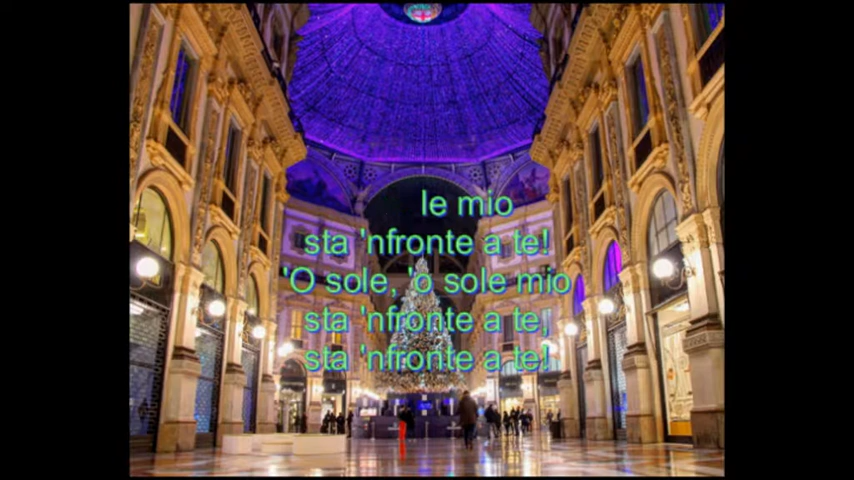 le mio
sta 'nfronte a te!
'O sole, 'o sole mio
sta 'nfronte a te,
sta 'nfronte a te!